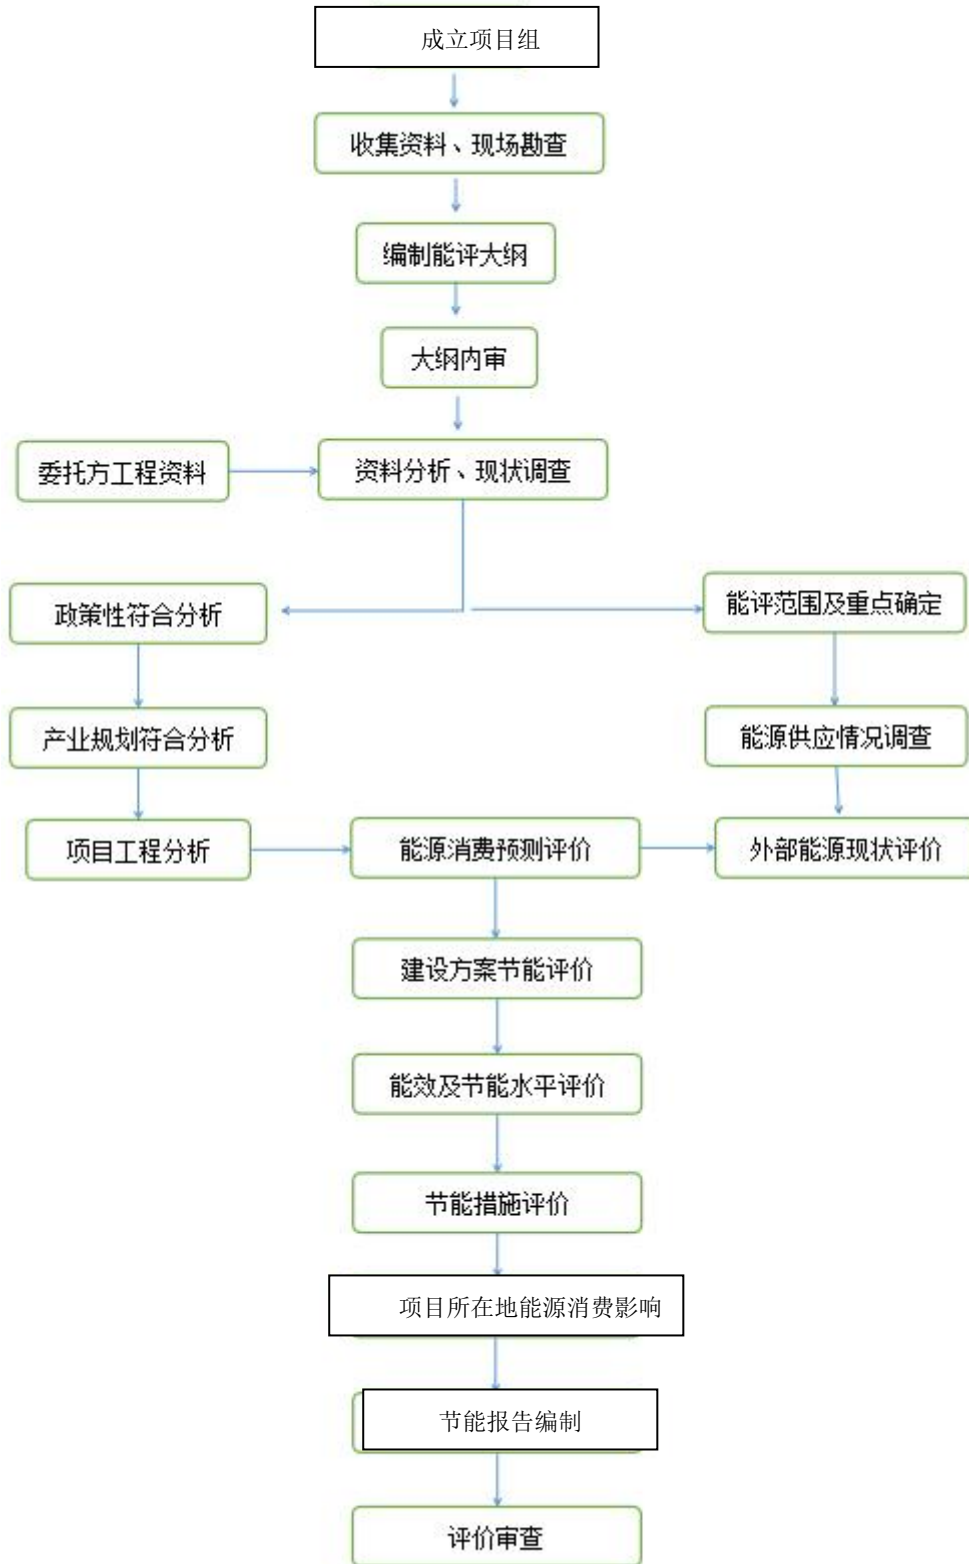 成立项目组
收集资料、现场勘查
编制能评大纲
大纲内审
委托方工程资料
资料分析、现状调查
政策性符合分析
能评范围及重点确定
产业规划符合分析
能源供应情况调查
项目工程分析
能源消费预测评价
外部能源现状评价
建设方案节能评价
能效及节能水平评价
节能措施评价
项目所在地能源消费影响
节能报告编制
评价审查